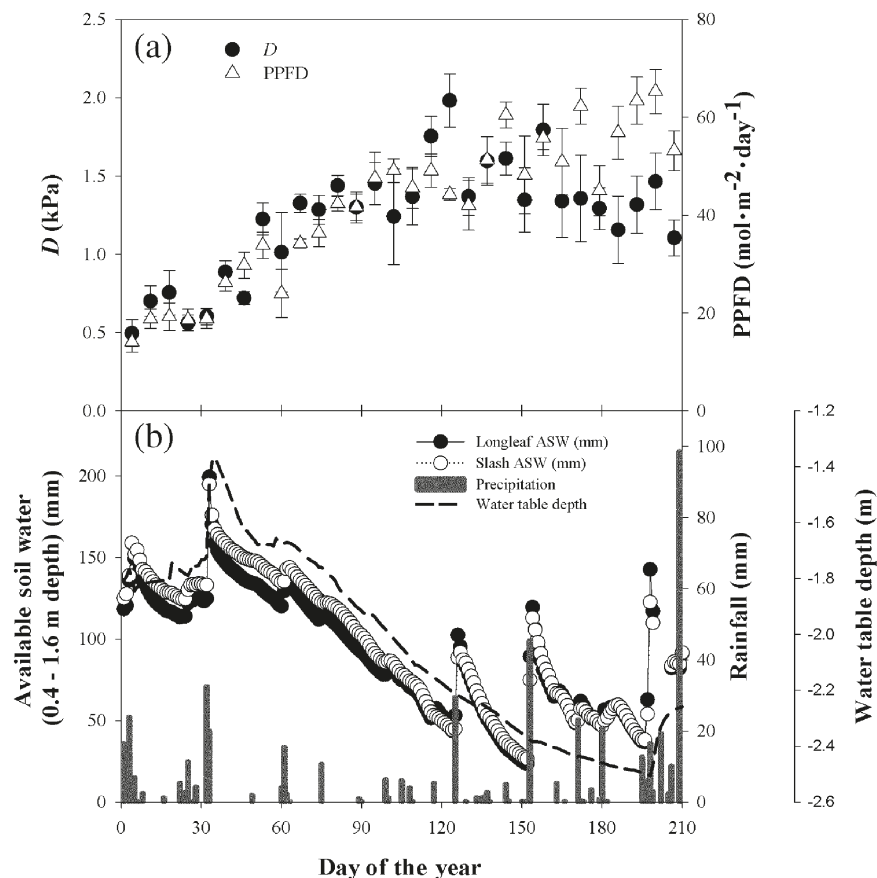 (a)
D
PPFD
2.5
2.0
1.5
1.0
0.5
0.0
D (kPa)
80
60
40
20
0
PPFD (mol·m-2·day-1)
(b)
Longleaf ASW (mm)
Slash ASW (mm)
Precipitation
Water table depth
200
150
100
50
0
Available soil water
(0.4 - 1.6 m depth) (mm)
100
80
60
40
20
0
Rainfall (mm)
-1.2
-1.4
-1.6
-1.8
-2.0
-2.2
-2.4
-2.6
Water table depth (m)
0 30 60 90 120 150 180 210
Day of the year